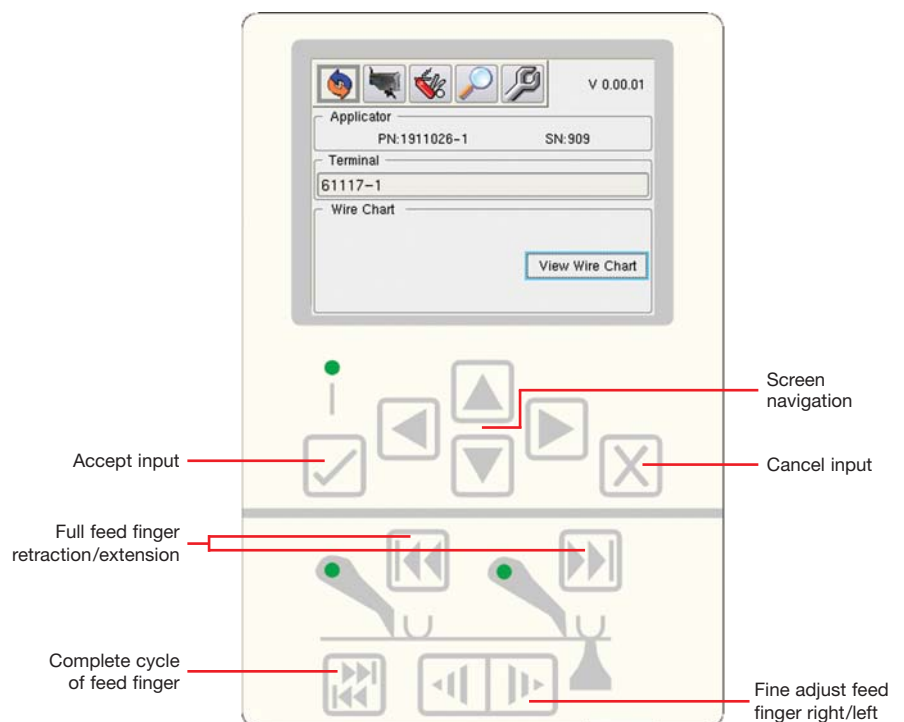 V 0.00.01
Applicator
PN:1911026-1 SN:909
Terminal
61117-1
Wire Chart
View Wire Chart
Screen
navigation
Accept input
Cancel input
Full feed finger
retraction/extension
Complete cycle
of feed finger
Fine adjust feed
finger right/left